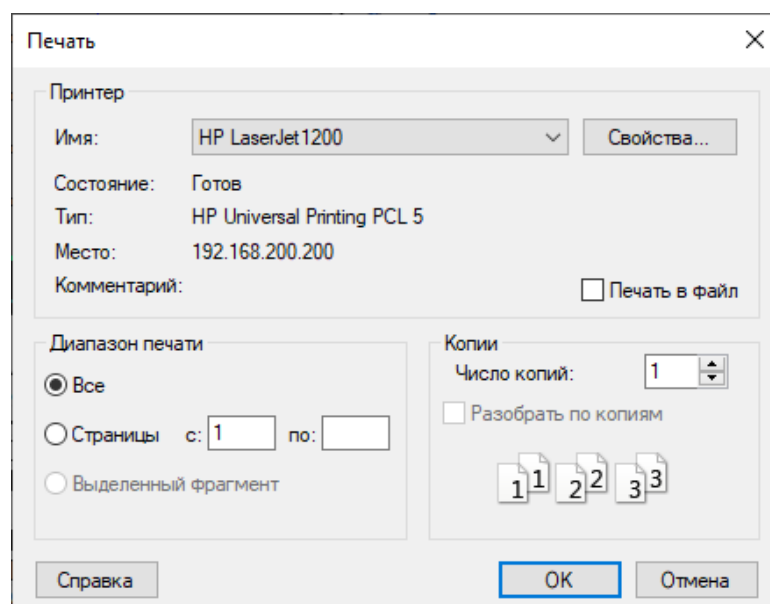 Печать
Принтер
Имя: HP LaserJet1200 Свойства...
Состояние: Готов
Тип: HP Universal Printing PCL 5
Место: 192.168.200.200
Комментарий: Печать в файл
Диапазон печати
Все
Страницы с: 1 по:
Выделенный фрагмент
Копии
Число копий: 1
Разобрать по копиям
1 1 2 2 3 3
Справка OK Отмена